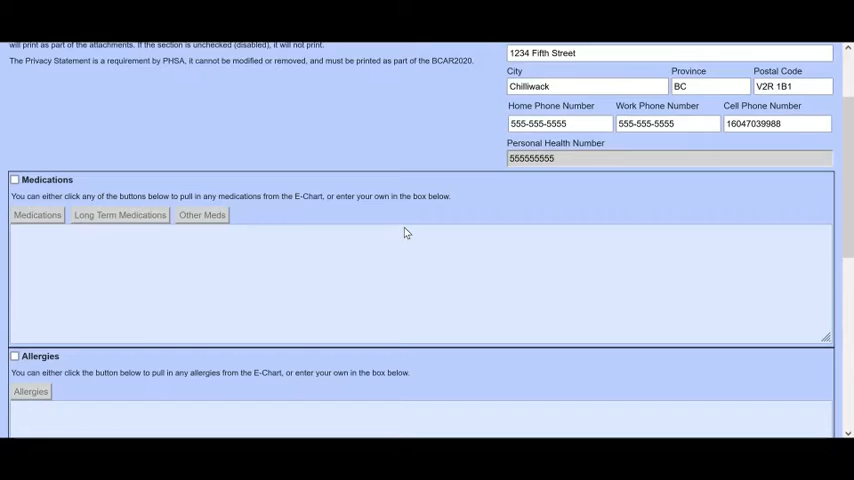 will print as part of the attachments. If the section is unchecked (disabled), it will not print.
The Privacy Statement is a requirement by PHSA, it cannot be modified or removed, and must be printed as part of the BCAR2020.
1234 Fifth Street
City Province Postal Code
Chilliwack BC V2R 1B1
Home Phone Number Work Phone Number Cell Phone Number
555-555-5555 555-555-5555 16047039988
Personal Health Number
555555555
Medications
You can either click any of the buttons below to pull in any medications from the E-Chart, or enter your own in the box below.
Medications Long Term Medications Other Meds
Allergies
You can either click the button below to pull in any allergies from the E-Chart, or enter your own in the box below.
Allergies